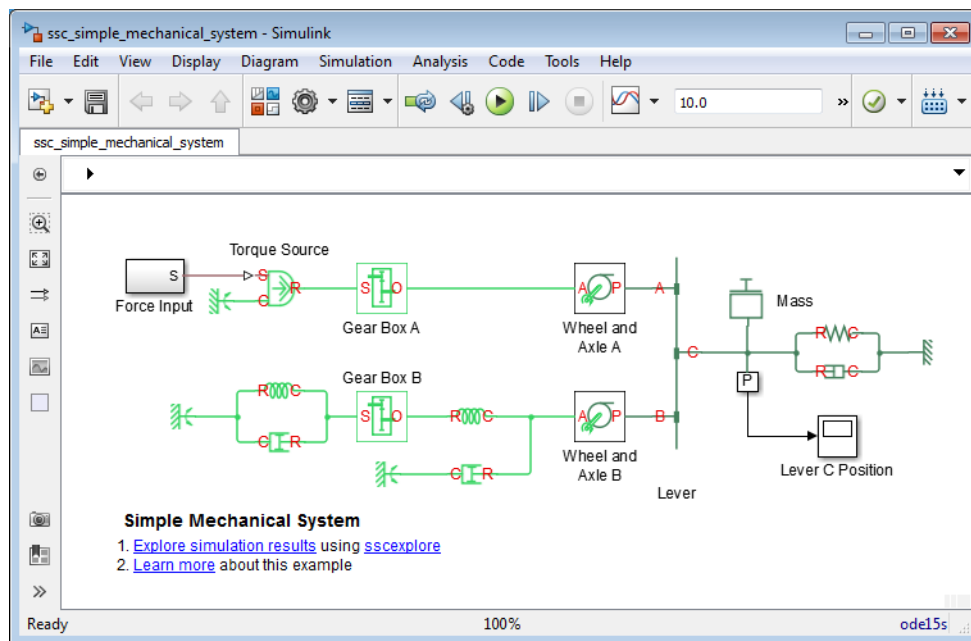 ssc_simple_mechanical_system - Simulink
File Edit View Display Diagram Simulation Analysis Code Tools Help
10.0 »
ssc_simple_mechanical_system
Torque Source
S S R C
Force Input
S O
Gear Box A
A P
Wheel and
Axle A
A
Mass
C
R C
R C
P
Lever C Position
Gear Box B
R C
C R
S O
R C
C R
A P
Wheel and
Axle B
B
Lever
Simple Mechanical System
1. Explore simulation results using sscexplore
2. Learn more about this example
Ready 100% ode15s